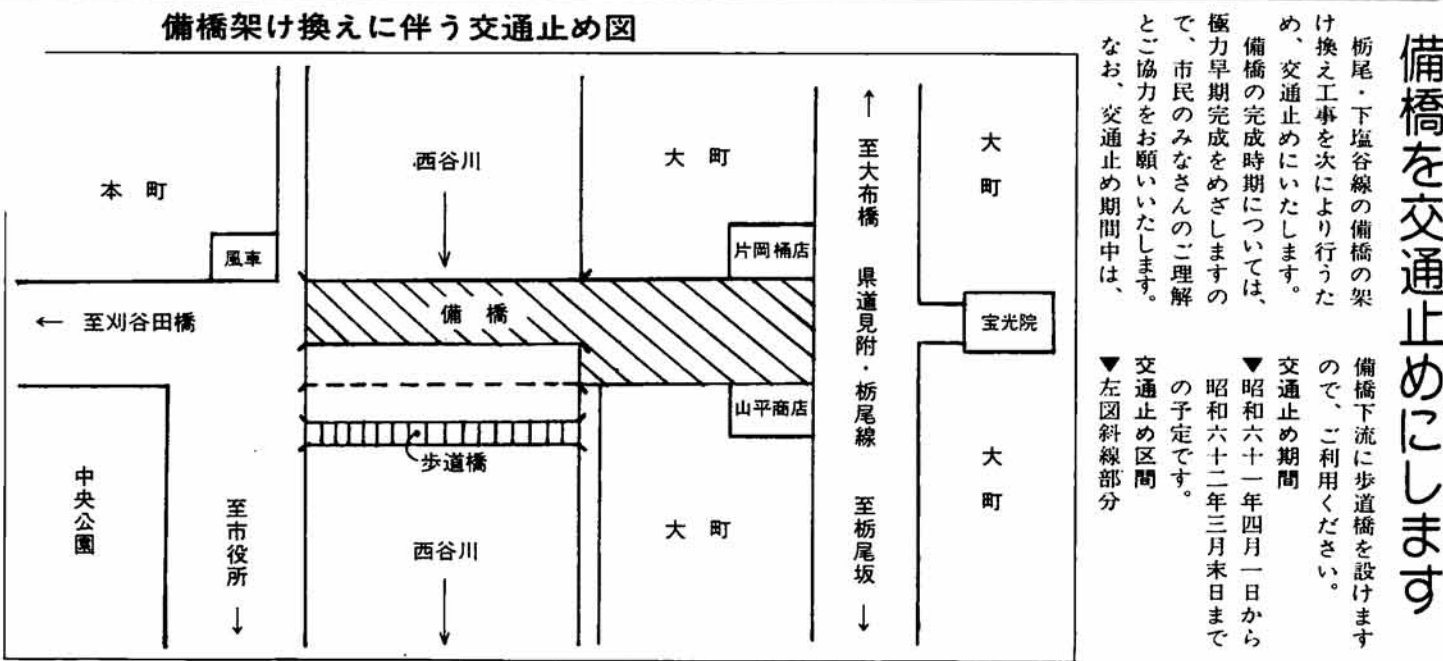 備橋を交通止めにします
栃尾・下塩谷線の備橋の架
け換え工事を次により行うた
め、交通止めにいたします。
備橋の完成時期については、
極力早期完成をめざしますの
で、市民のみなさんのご理解
とご協力をお願いいたします。
なお、交通止め期間中は、
備橋下流に歩道橋を設けます
ので、ご利用ください。
交通止め期間
▼昭和六十一年四月一日から
昭和六十二年三月末日まで
の予定です。
交通止め区間
▼左図斜線部分
備橋架け換えに伴う交通止め図
本町
西谷川
↓
大町
↑至大布橋
大町
風車
片岡桶店
←至刈谷田橋
備橋
県道見附・栃尾線
宝光院
山平商店
歩道橋
中央公園
至市役所↓
西谷川
↓
大町
至栃尾坂↓
大町